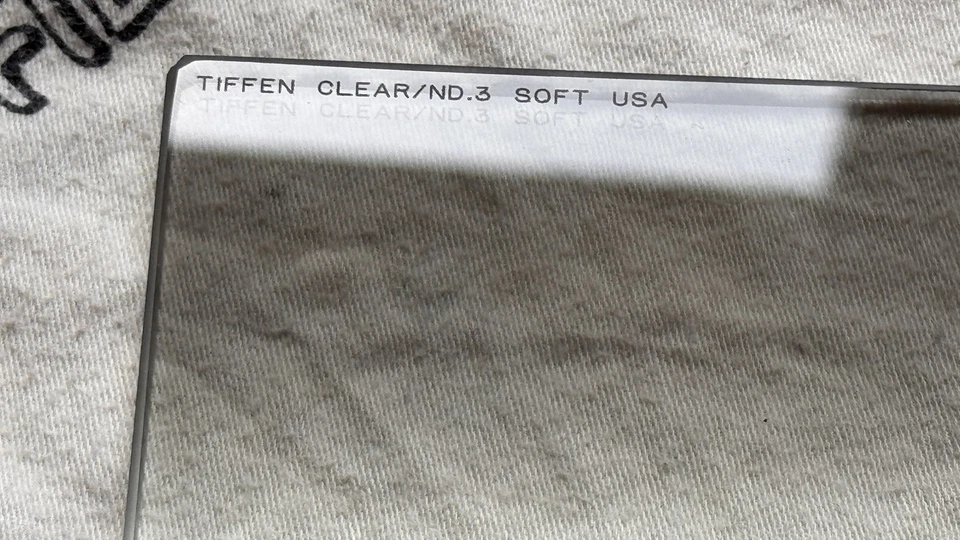 TIFFEN CLEAR/ND.3 SOFT USA